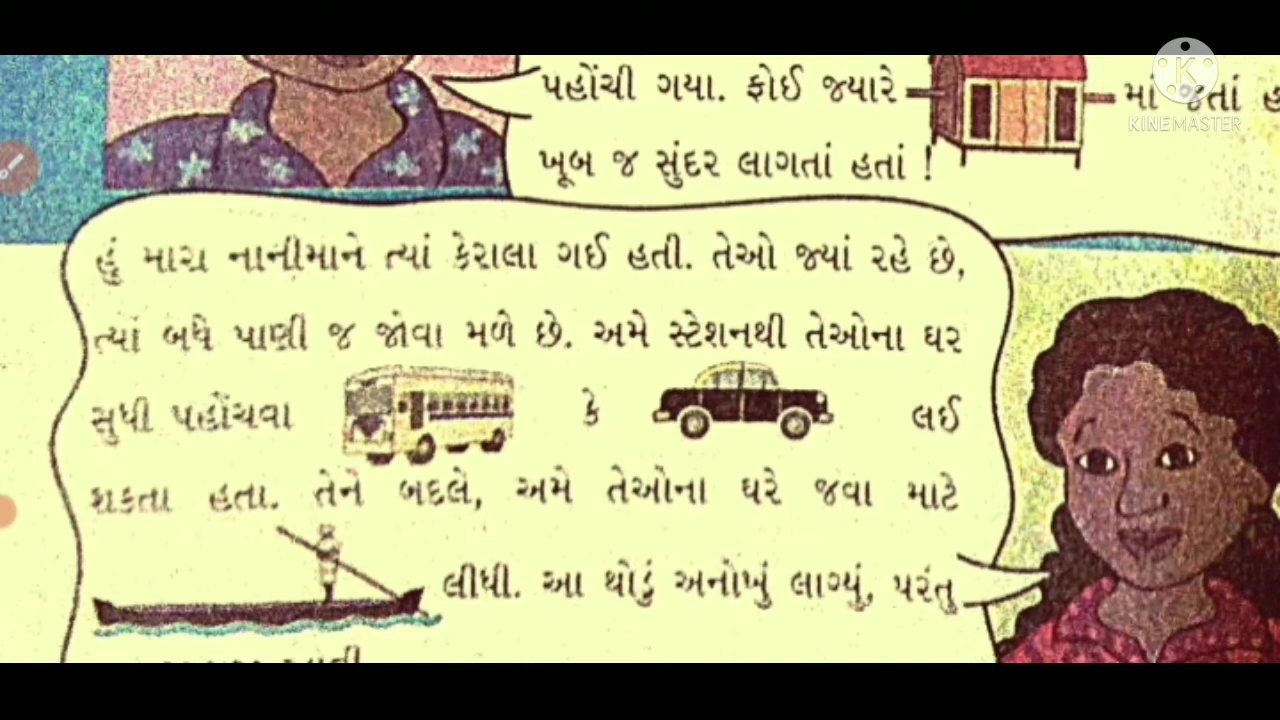 પહોંચી ગયા. ફોઈ જ્યારે માં જતાં
ખૂબ જ સુંદર લાગતાં હતાં !
હું મારા નાનીમાને ત્યાં કેરાલા ગઈ હતી. તેઓ જ્યાં રહે છે,
ત્યાં બધે પાણી જ જોવા મળે છે. અમે સ્ટેશનથી તેઓના ઘર
સુધી પહોંચવા કે લઈ
શકતા હતા. તેને બદલે, અમે તેઓના ઘરે જવા માટે
લીધી. આ થોડું અનોખું લાગ્યું, પરંતુ
KINEMASTER